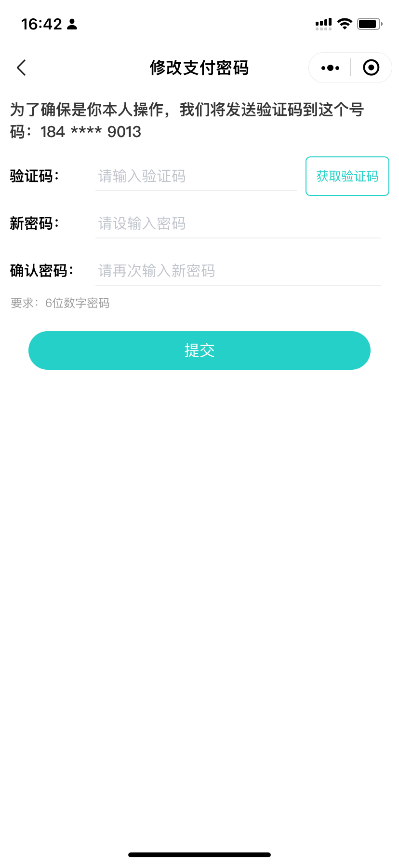 16:42
修改支付密码
为了确保是你本人操作，我们将发送验证码到这个号
码：184 **** 9013
验证码： 请输入验证码 获取验证码
新密码： 请设输入密码
确认密码： 请再次输入新密码
要求：6位数字密码
提交